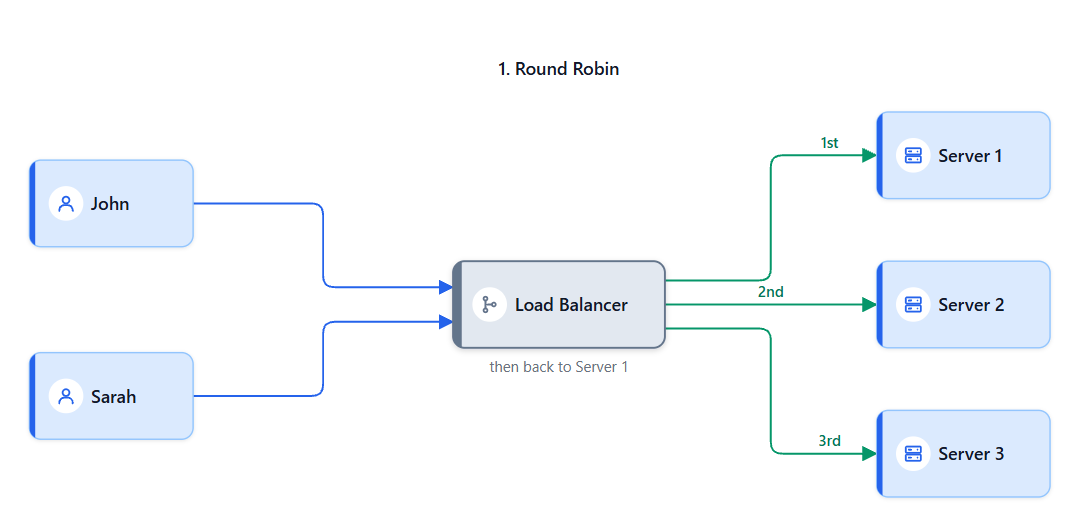 1. Round Robin
John
Sarah
Load Balancer
then back to Server 1
1st
2nd
3rd
Server 1
Server 2
Server 3